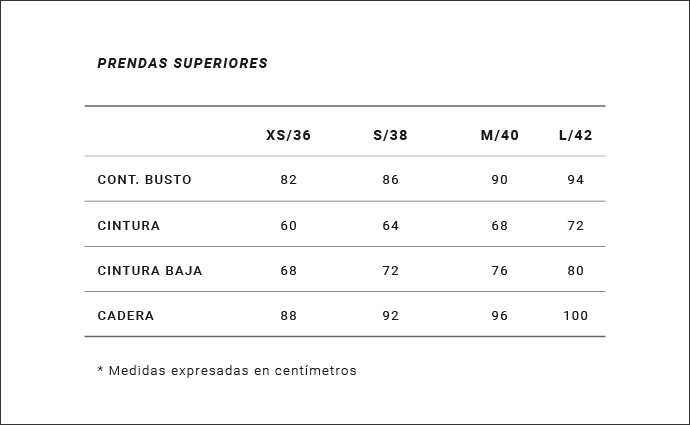 PRENDAS SUPERIORES
XS/36 S/38 M/40 L/42
CONT. BUSTO 82 86 90 94
CINTURA 60 64 68 72
CINTURA BAJA 68 72 76 80
CADERA 88 92 96 100
* Medidas expresadas en centímetros